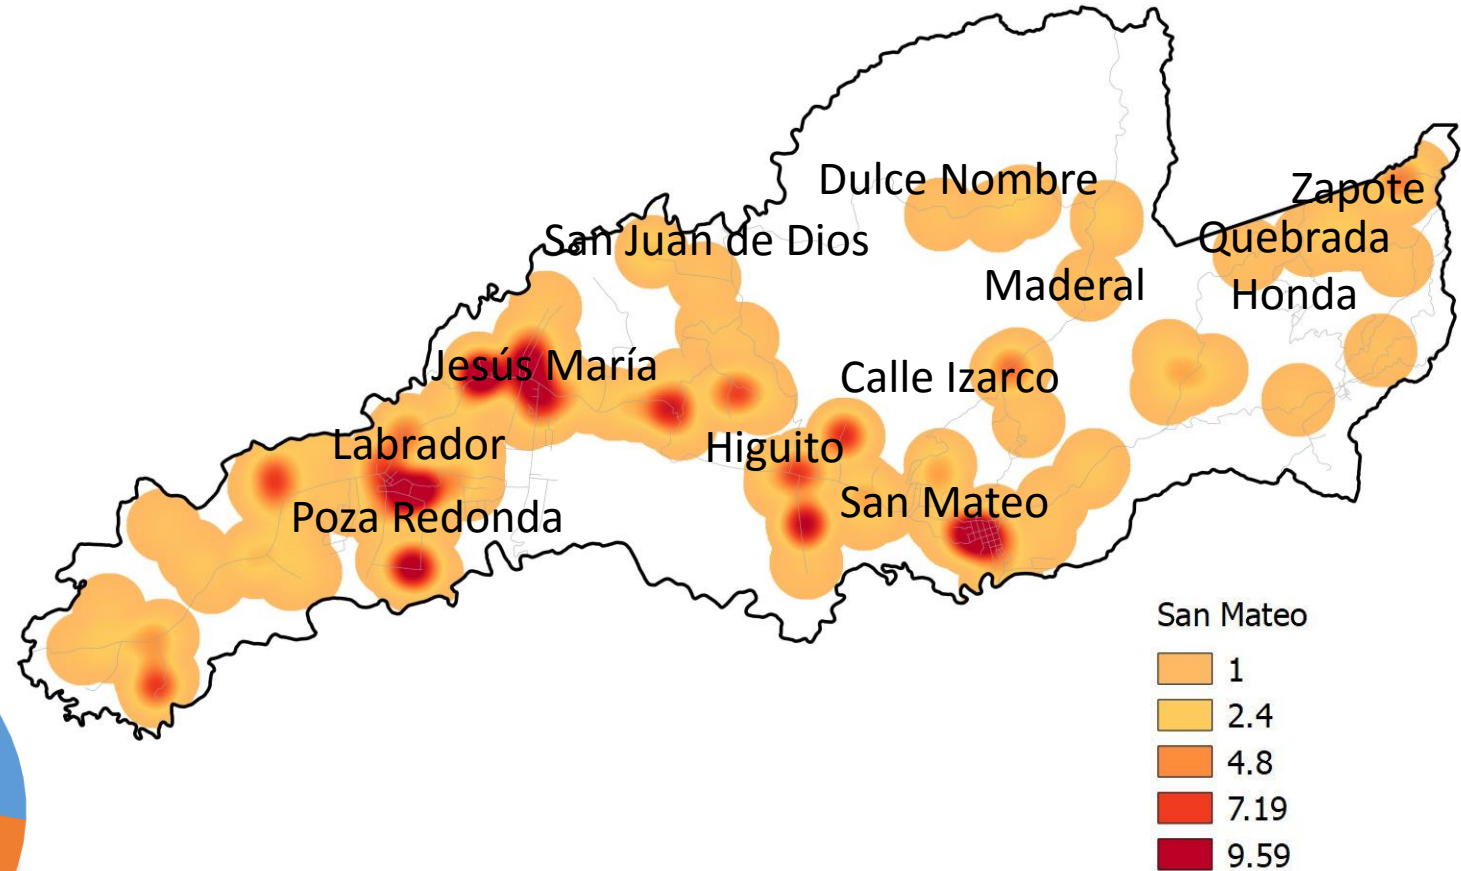 Dulce Nombre
Zapote
San Juan de Dios
Quebrada
Honda
Maderal
Jesús María
Calle Izarco
Labrador
Higuito
San Mateo
Poza Redonda
San Mateo
1
2.4
4.8
7.19
9.59